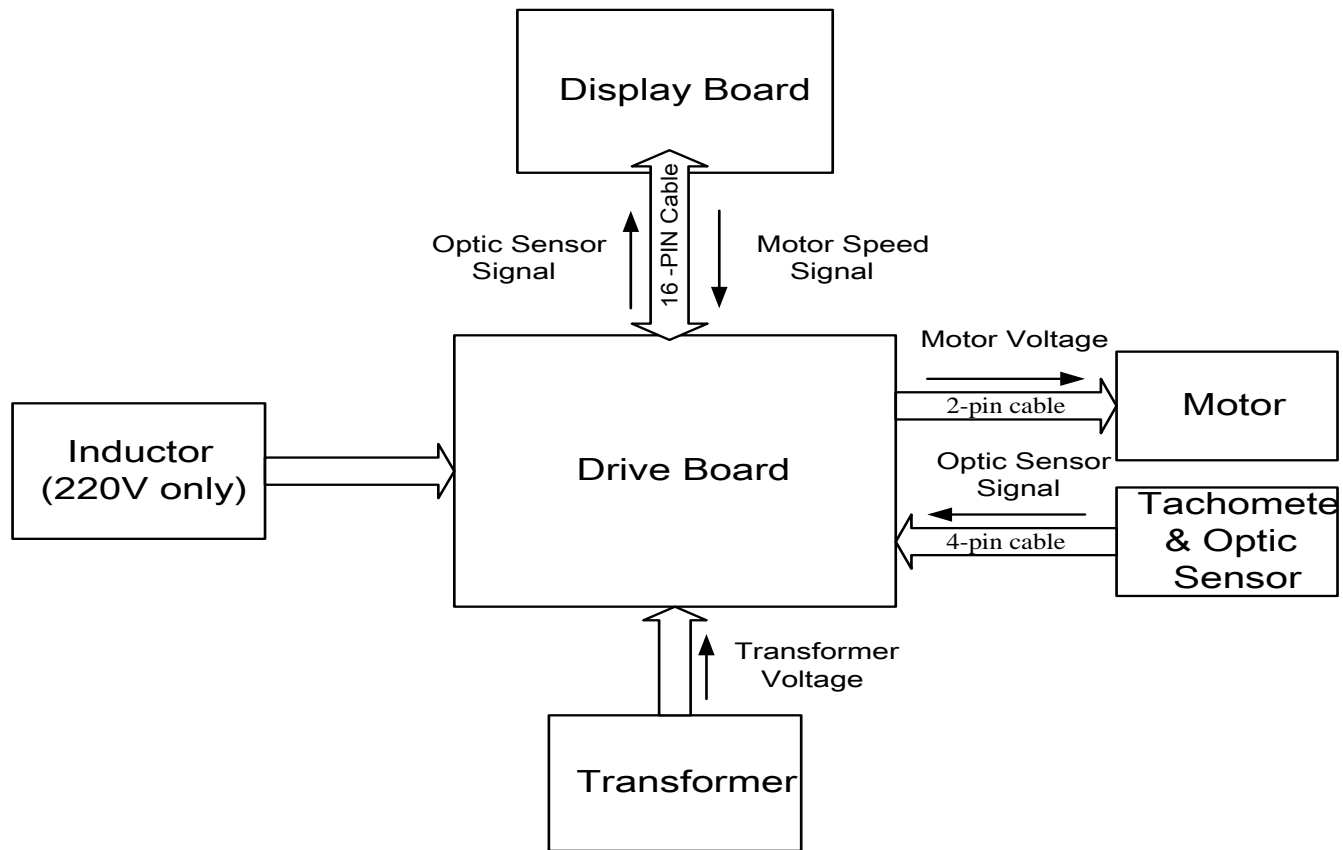 Display Board
16 -PIN Cable
Optic Sensor
Signal
Motor Speed
Signal
Motor Voltage
2-pin cable
Motor
Inductor
(220V only)
Drive Board
Optic Sensor
Signal
4-pin cable
Tachomete
& Optic
Sensor
Transformer
Voltage
Transformer